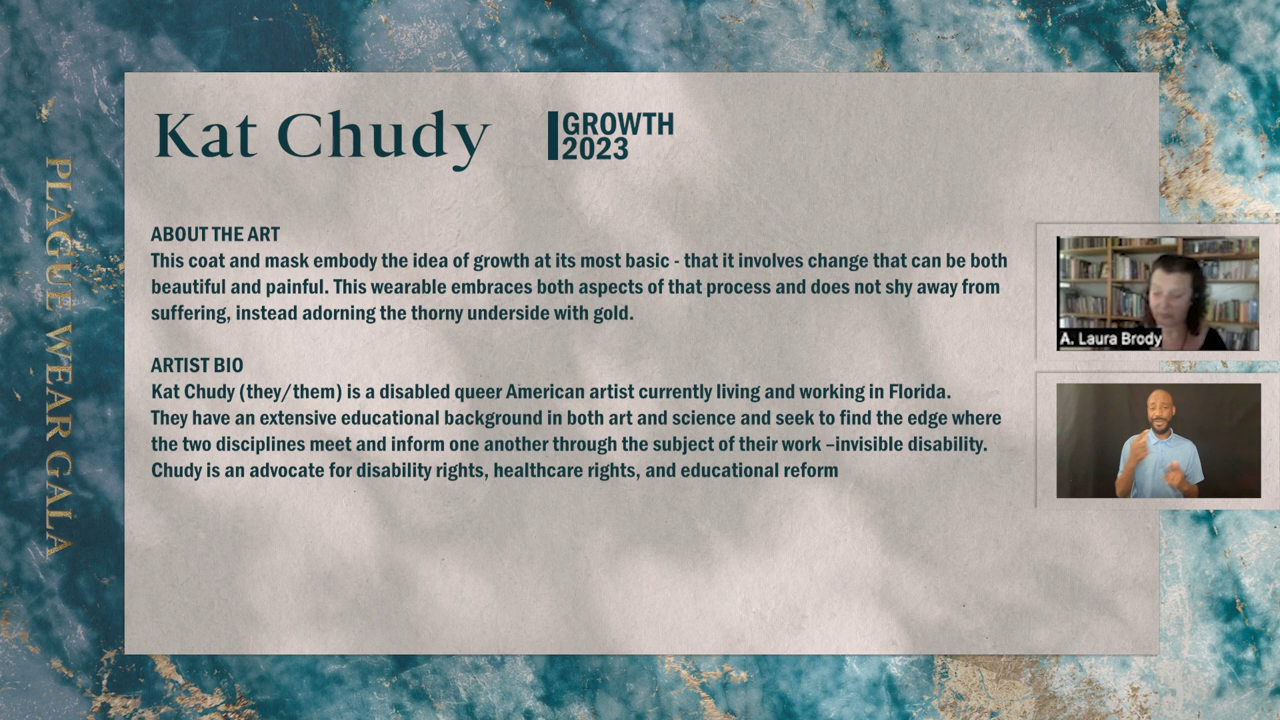 Kat Chudy
GROWTH
2023
PLAGUE WEAR GALA
ABOUT THE ART
This coat and mask embody the idea of growth at its most basic - that it involves change that can be both
beautiful and painful. This wearable embraces both aspects of that process and does not shy away from
suffering, instead adorning the thorny underside with gold.
ARTIST BIO
Kat Chudy (they/them) is a disabled queer American artist currently living and working in Florida.
They have an extensive educational background in both art and science and seek to find the edge where
the two disciplines meet and inform one another through the subject of their work –invisible disability.
Chudy is an advocate for disability rights, healthcare rights, and educational reform
A. Laura Brody